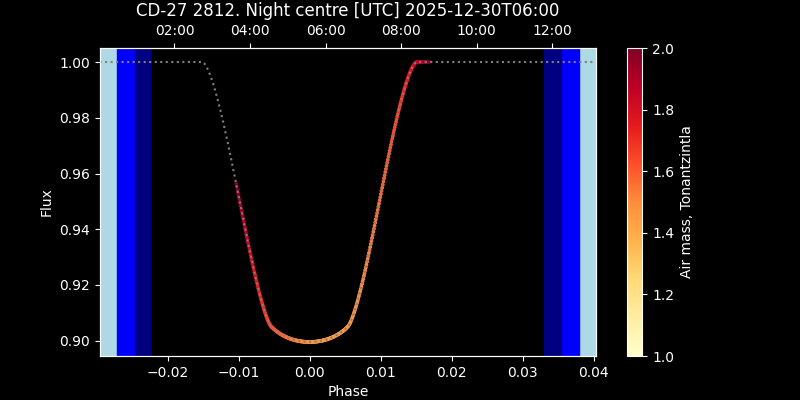 CD-27 2812. Night centre [UTC] 2025-12-30T06:00
02:00 04:00 06:00 08:00 10:00 12:00
1.00
0.98
0.96
0.94
0.92
0.90
Flux
−0.02 −0.01 0.00 0.01 0.02 0.03 0.04
Phase
2.0
1.8
1.6
1.4
1.2
1.0
Air mass, Tonantzintla